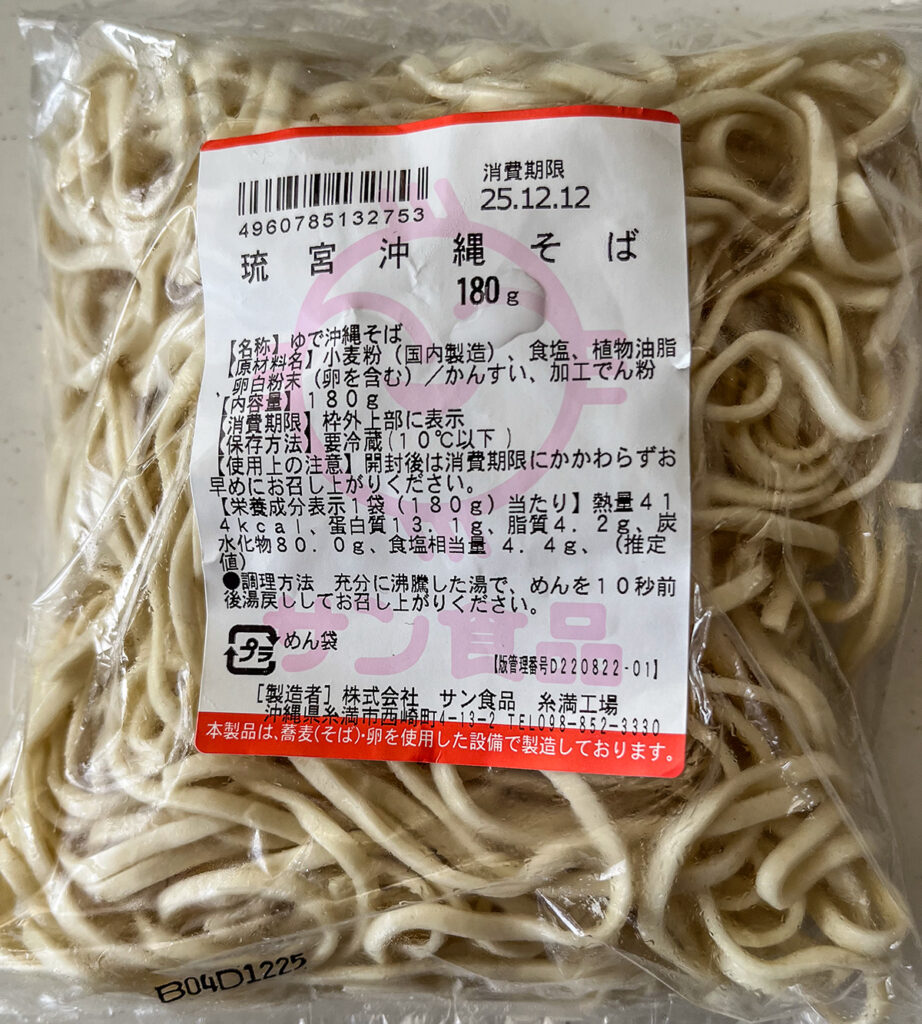 消費期限
25.12.12
4960785132753
琉宮沖縄そば
180g
【名称】ゆで沖縄そば
【原材料名】小麦粉(国内製造)、食塩、植物油脂
、卵白粉末(卵を含む)/かんすい、加工でん粉
【内容量】180g
【消費期限】枠外上部に表示
【保存方法】要冷蔵(10℃以下)
【使用上の注意】開封後は消費期限にかかわらずお
早めにお召し上がりください。
【栄養成分表示1袋(180g)当たり】熱量41
4kcal、蛋白質13.1g、脂質4.2g、炭
水化物80.0g、食塩相当量 4.4g、(推定
値)
●調理方法 充分に沸騰した湯で、めんを10秒前
後湯戻ししてお召し上がりください。
サン食品
プラ めん袋
【版管理番号D220822-01】
[製造者]株式会社 サン食品 糸満工場
沖縄県糸満市西崎町4-13-2 TEL098-852-3330
本製品は、蕎麦(そば)・卵を使用した設備で製造しております。
B04D1225